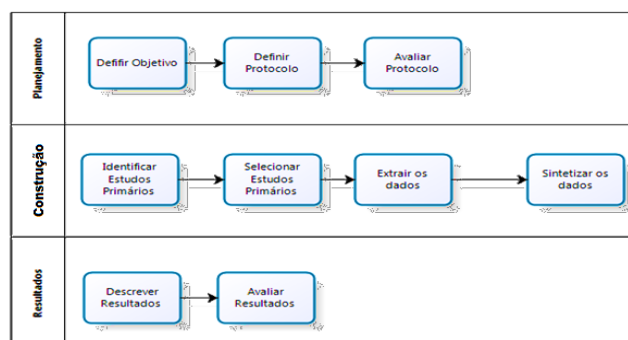 Planejamento
Defifir Objetivo
Definir
Protocolo
Avaliar
Protocolo
Construção
Identificar
Estudos
Primários
Selecionar
Estudos
Primários
Extrair os
dados
Sintetizar os
dados
Resultados
Descrever
Resultados
Avaliar
Resultados